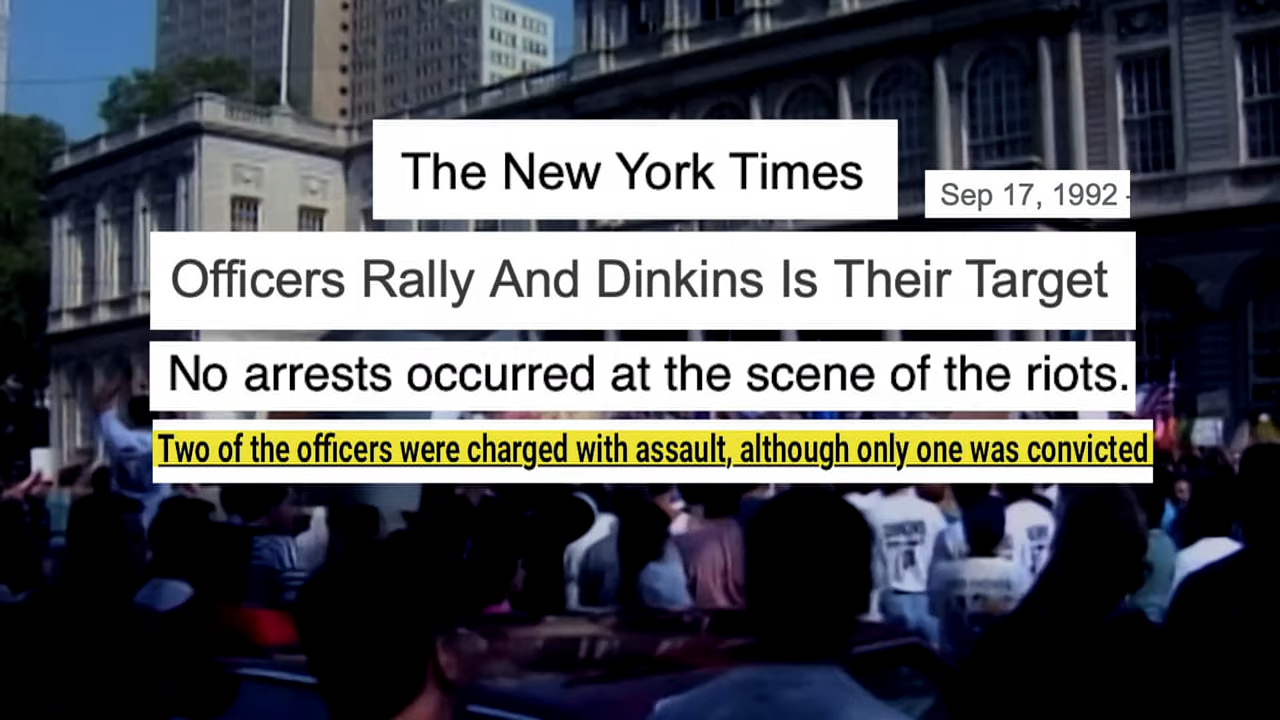 The New York Times
Sep 17, 1992 -
Officers Rally And Dinkins Is Their Target
No arrests occurred at the scene of the riots.
Two of the officers were charged with assault, although only one was convicted